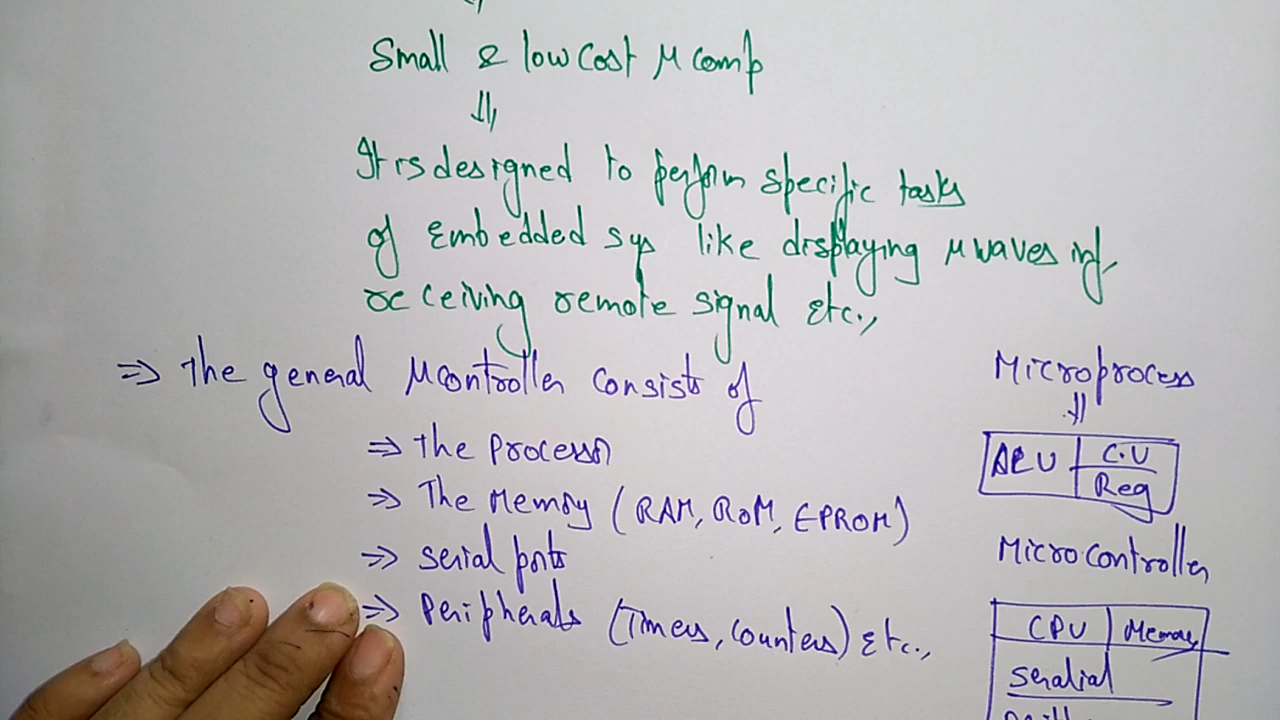 Small & low cost μ comp
⇓
It is designed to perform specific tasks
of Embedded sys like displaying μ waves inf,
receiving remote signal etc.,
⇒ The general μcontroller consists of
⇒ the processor
⇒ The Memory (RAM, ROM, EPROM)
⇒ serial ports
⇒ Peripherals (Timers, counters) Etc.,
Microprocess
⇓
ALU C.U
Reg
Microcontroller
CPU Memory
serial